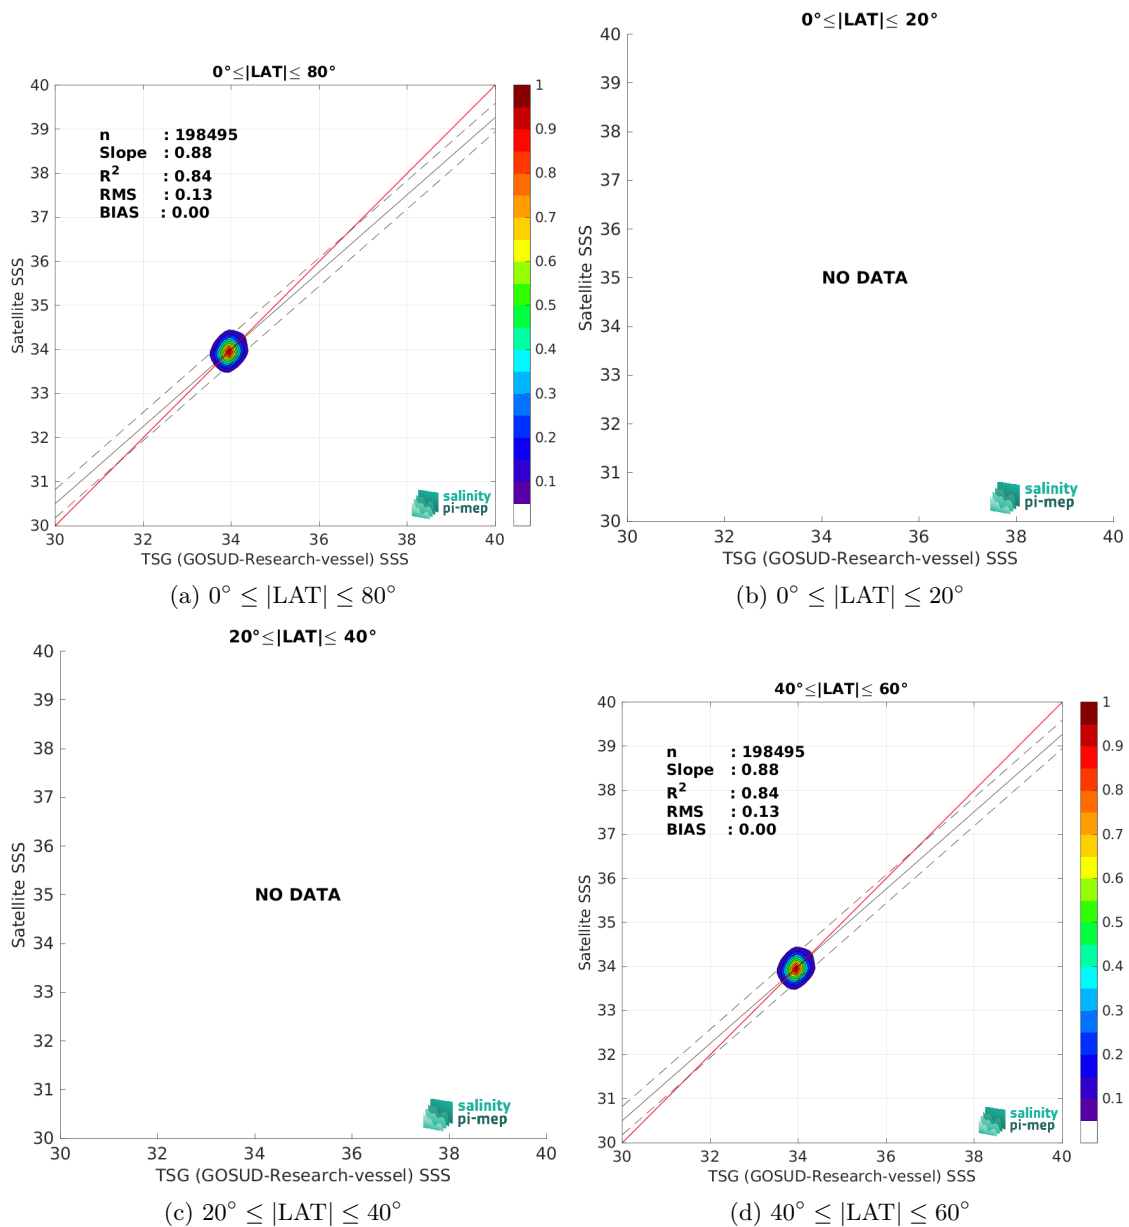 0°≤|LAT|≤ 80°
40
39
38
37
36
35
34
33
32
31
30
Satellite SSS
n : 198495
Slope : 0.88
R² : 0.84
RMS : 0.13
BIAS : 0.00
salinity
pi-mep
30 32 34 36 38 40
TSG (GOSUD-Research-vessel) SSS
1
0.9
0.8
0.7
0.6
0.5
0.4
0.3
0.2
0.1
(a) 0° ≤ |LAT| ≤ 80°
0°≤|LAT|≤ 20°
40
39
38
37
36
35
34
33
32
31
30
Satellite SSS
NO DATA
salinity
pi-mep
30 32 34 36 38 40
TSG (GOSUD-Research-vessel) SSS
(b) 0° ≤ |LAT| ≤ 20°
20°≤|LAT|≤ 40°
40
39
38
37
36
35
34
33
32
31
30
Satellite SSS
NO DATA
salinity
pi-mep
30 32 34 36 38 40
TSG (GOSUD-Research-vessel) SSS
(c) 20° ≤ |LAT| ≤ 40°
40°≤|LAT|≤ 60°
40
39
38
37
36
35
34
33
32
31
30
Satellite SSS
n : 198495
Slope : 0.88
R² : 0.84
RMS : 0.13
BIAS : 0.00
salinity
pi-mep
30 32 34 36 38 40
TSG (GOSUD-Research-vessel) SSS
1
0.9
0.8
0.7
0.6
0.5
0.4
0.3
0.2
0.1
(d) 40° ≤ |LAT| ≤ 60°